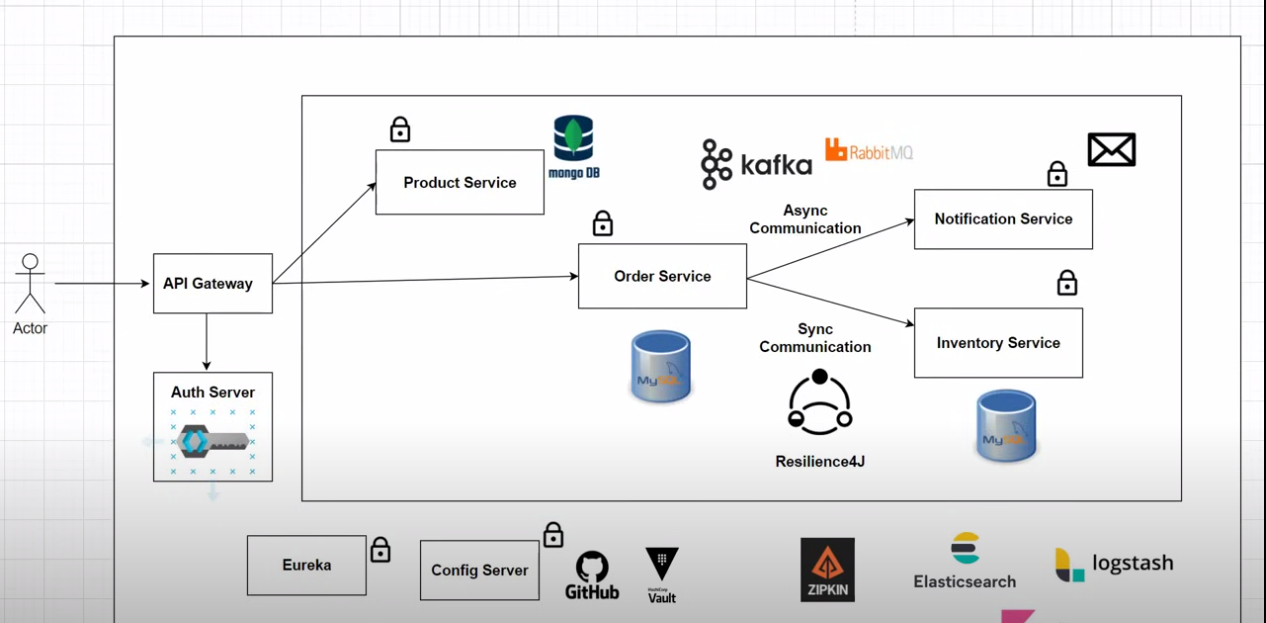 mongo DB
kafka
RabbitMQ
Product Service
Async
Communication
Notification Service
API Gateway
Order Service
Actor
Sync
Communication
Inventory Service
MySQL
Auth Server
MySQL
Resilience4J
Eureka
Config Server
GitHub
HashiCorp
Vault
ZIPKIN
Elasticsearch
logstash